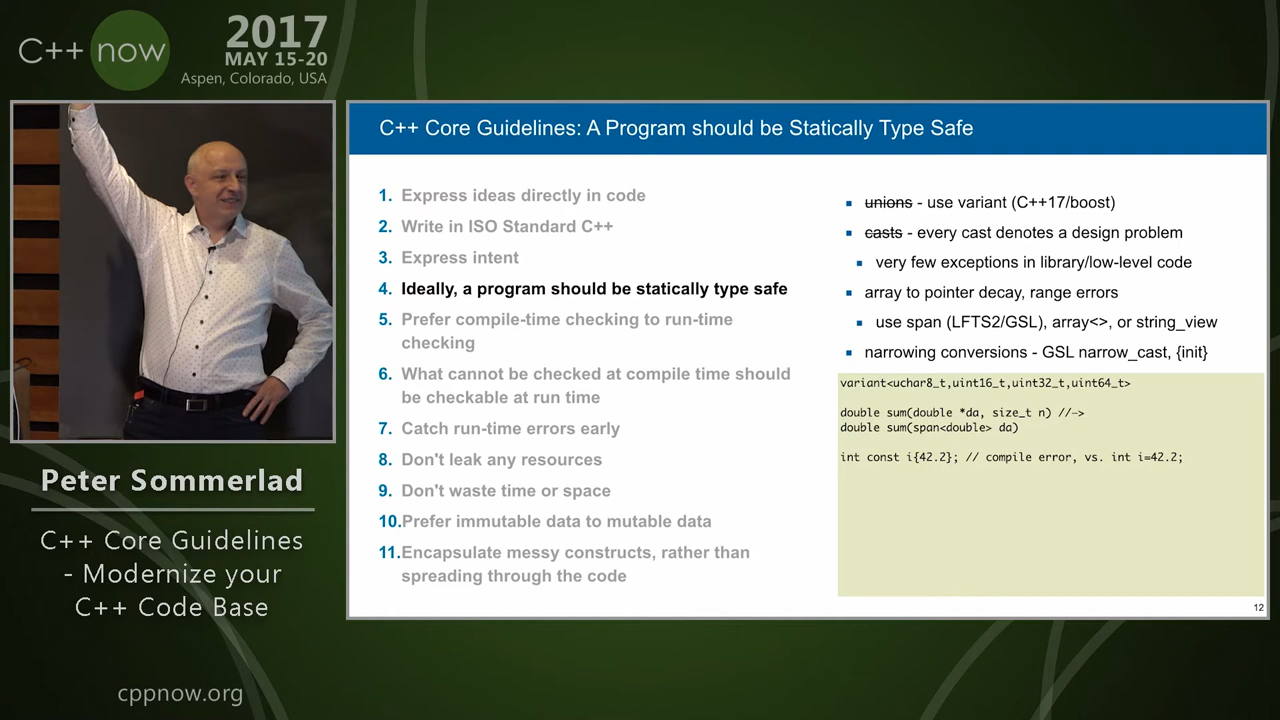 C++ now
2017
MAY 15-20
Aspen, Colorado, USA
C++ Core Guidelines: A Program should be Statically Type Safe
1. Express ideas directly in code
2. Write in ISO Standard C++
3. Express intent
4. Ideally, a program should be statically type safe
5. Prefer compile-time checking to run-time
checking
6. What cannot be checked at compile time should
be checkable at run time
7. Catch run-time errors early
8. Don't leak any resources
9. Don't waste time or space
10.Prefer immutable data to mutable data
11.Encapsulate messy constructs, rather than
spreading through the code
▪ unions - use variant (C++17/boost)
▪ casts - every cast denotes a design problem
▪ very few exceptions in library/low-level code
▪ array to pointer decay, range errors
▪ use span (LFTS2/GSL), array<>, or string_view
▪ narrowing conversions - GSL narrow_cast, {init}
variant<uchar8_t,uint16_t,uint32_t,uint64_t>
double sum(double *da, size_t n) //—>
double sum(span<double> da)
int const i{42.2}; // compile error, vs. int i=42.2;
12
Peter Sommerlad
C++ Core Guidelines
- Modernize your
C++ Code Base
cppnow.org